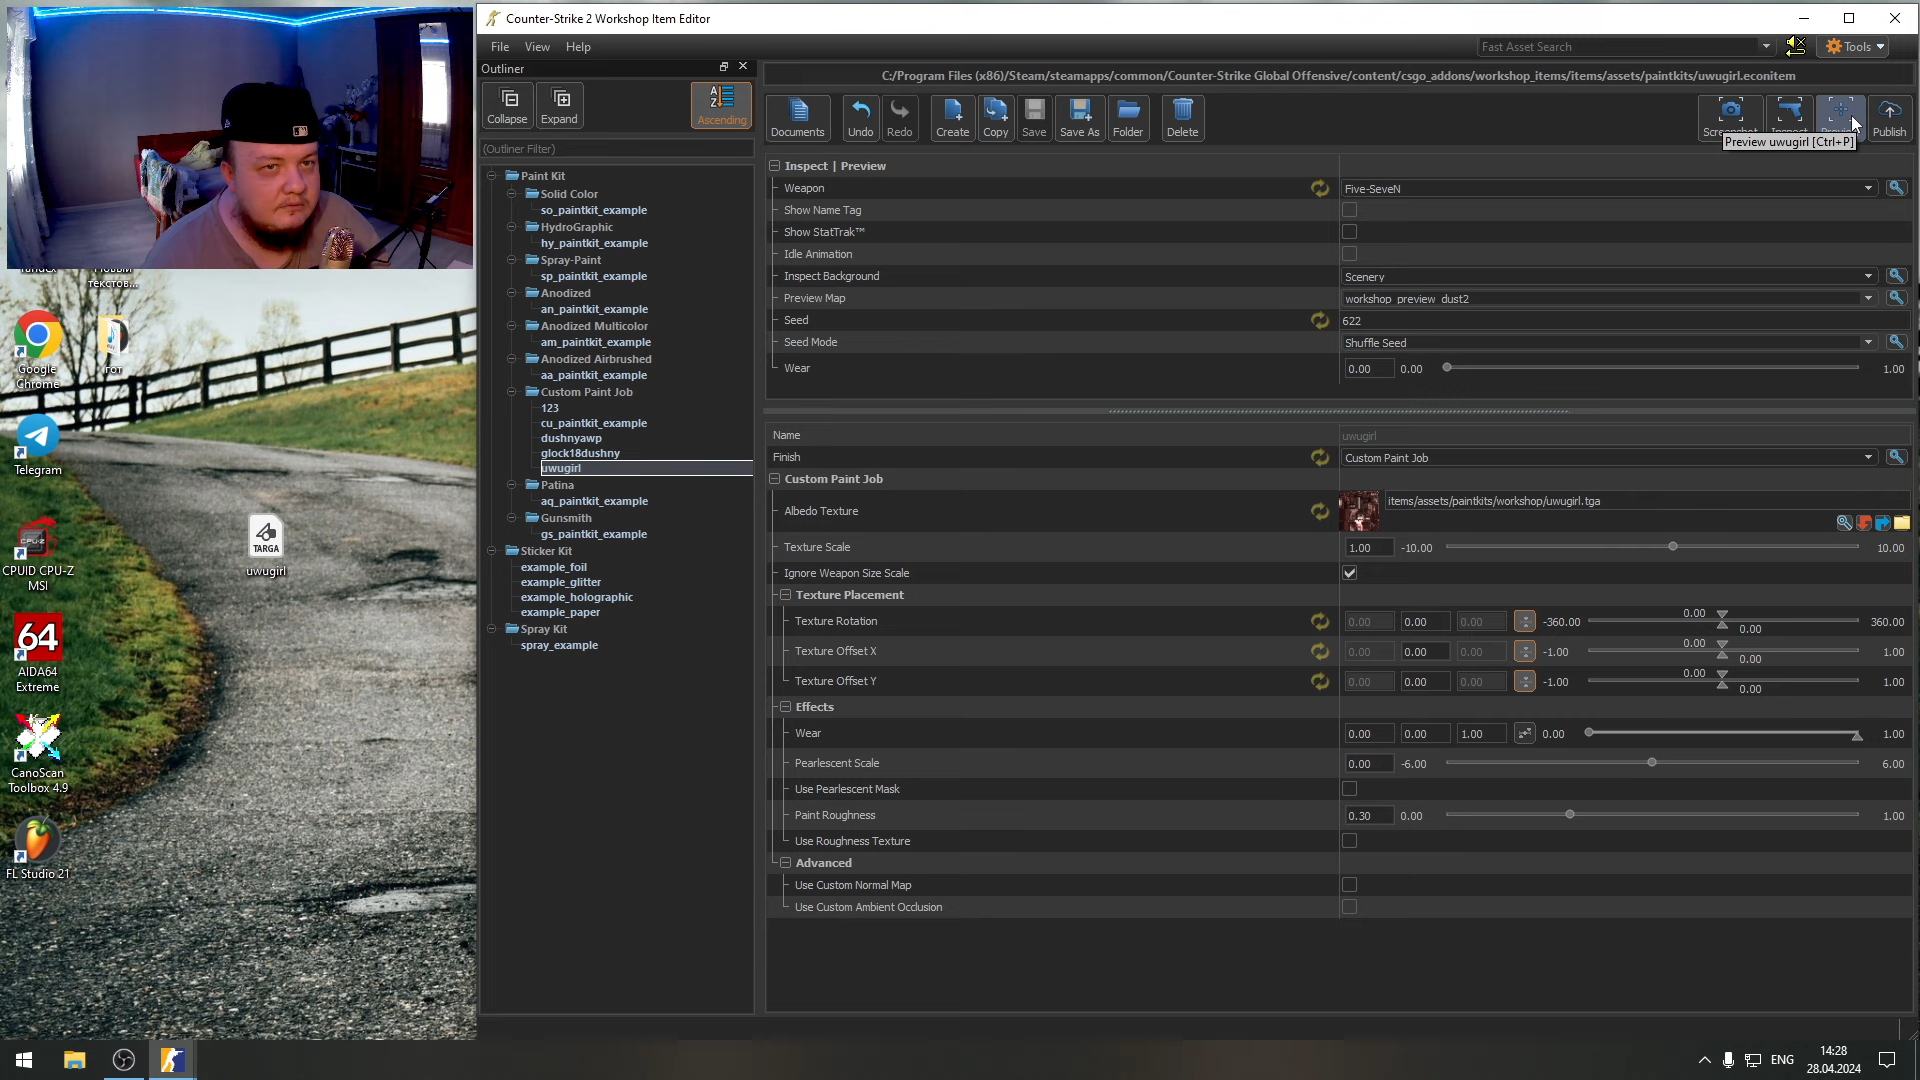 Counter-Strike 2 Workshop Item Editor
File View Help
Fast Asset Search
Tools
Outliner
C:/Program Files (x86)/Steam/steamapps/common/Counter-Strike Global Offensive/content/csgo_addons/workshop_items/items/assets/paintkits/uwugirl.econitem
Collapse Expand Ascending
Documents Undo Redo Create Copy Save Save As Folder Delete
Publish
Preview uwugirl [Ctrl+P]
(Outliner Filter)
Paint Kit
Solid Color
so_paintkit_example
HydroGraphic
hy_paintkit_example
Spray-Paint
sp_paintkit_example
Anodized
an_paintkit_example
Anodized Multicolor
am_paintkit_example
Anodized Airbrushed
aa_paintkit_example
Custom Paint Job
123
cu_paintkit_example
dushnyawp
glock18dushny
uwugirl
Patina
aq_paintkit_example
Gunsmith
gs_paintkit_example
Sticker Kit
example_foil
example_glitter
example_holographic
example_paper
Spray Kit
spray_example
Inspect | Preview
Weapon Five-SeveN
Show Name Tag
Show StatTrak™
Idle Animation
Inspect Background Scenery
Preview Map workshop_preview_dust2
Seed 622
Seed Mode Shuffle Seed
Wear 0.00 0.00 1.00
Name uwugirl
Finish Custom Paint Job
Custom Paint Job
Albedo Texture items/assets/paintkits/workshop/uwugirl.tga
Texture Scale 1.00 -10.00 10.00
Ignore Weapon Size Scale
Texture Placement
Texture Rotation 0.00 0.00 0.00 -360.00 0.00 0.00 360.00
Texture Offset X 0.00 0.00 0.00 -1.00 0.00 0.00 1.00
Texture Offset Y 0.00 0.00 0.00 -1.00 0.00 0.00 1.00
Effects
Wear 0.00 0.00 1.00 0.00 1.00
Pearlescent Scale 0.00 -6.00 6.00
Use Pearlescent Mask
Paint Roughness 0.30 0.00 1.00
Use Roughness Texture
Advanced
Use Custom Normal Map
Use Custom Ambient Occlusion
текстов...
Google
Chrome
гот
Telegram
CPU-Z
CPUID CPU-Z
MSI
TARGA
uwugirl
64
AIDA64
Extreme
CanoScan
Toolbox 4.9
FL Studio 21
ENG
14:28
28.04.2024